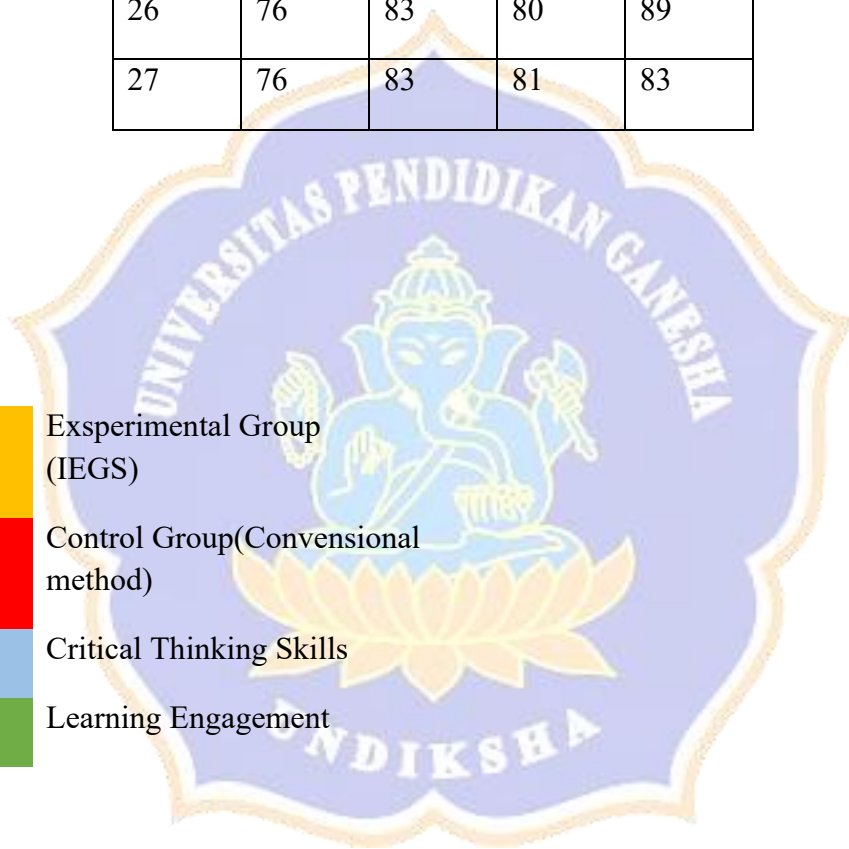 26 76 83 80 89
27 76 83 81 83
UNIVERSITAS PENDIDIKAN GANESHA
Exsperimental Group
(IEGS)
Control Group(Convensional
method)
Critical Thinking Skills
Learning Engagement
UNDIKSHA